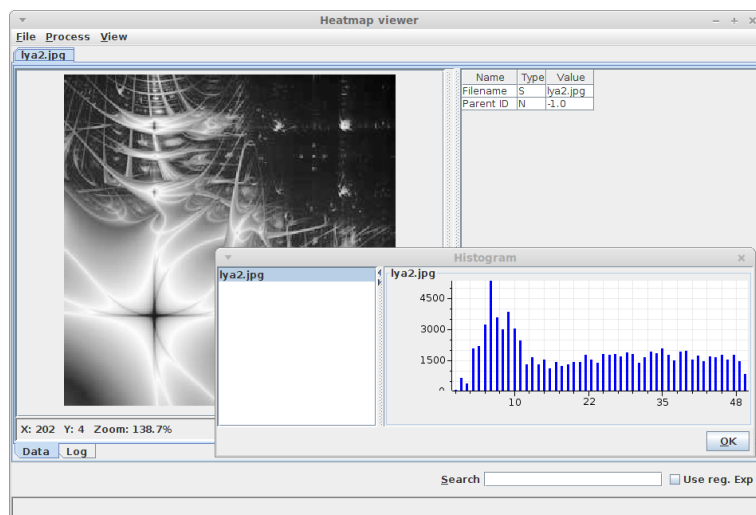 Heatmap viewer
File Process View
lya2.jpg
Name Type Value
Filename S lya2.jpg
Parent ID N -1.0
Histogram
lya2.jpg
lya2.jpg
4500
3000
1500
0
10 22 35 48
OK
X: 202 Y: 4 Zoom: 138.7%
Data Log
Search Use reg. Exp